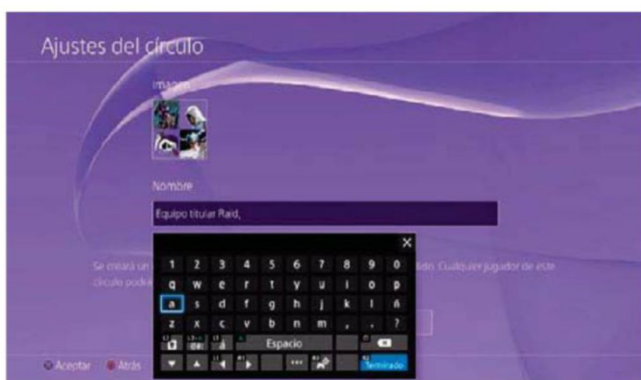 Ajustes del círculo
Imagen
Nombre
Equipo titular Raid,
Se creará un
dido. Cualquier jugador de este
círculo podrá
1 2 3 4 5 6 7 8 9 0
q w e r t y u i o p
a s d f g h j k l ñ
z x c v b n m , . ?
Espacio
Terminado
Aceptar Atrás